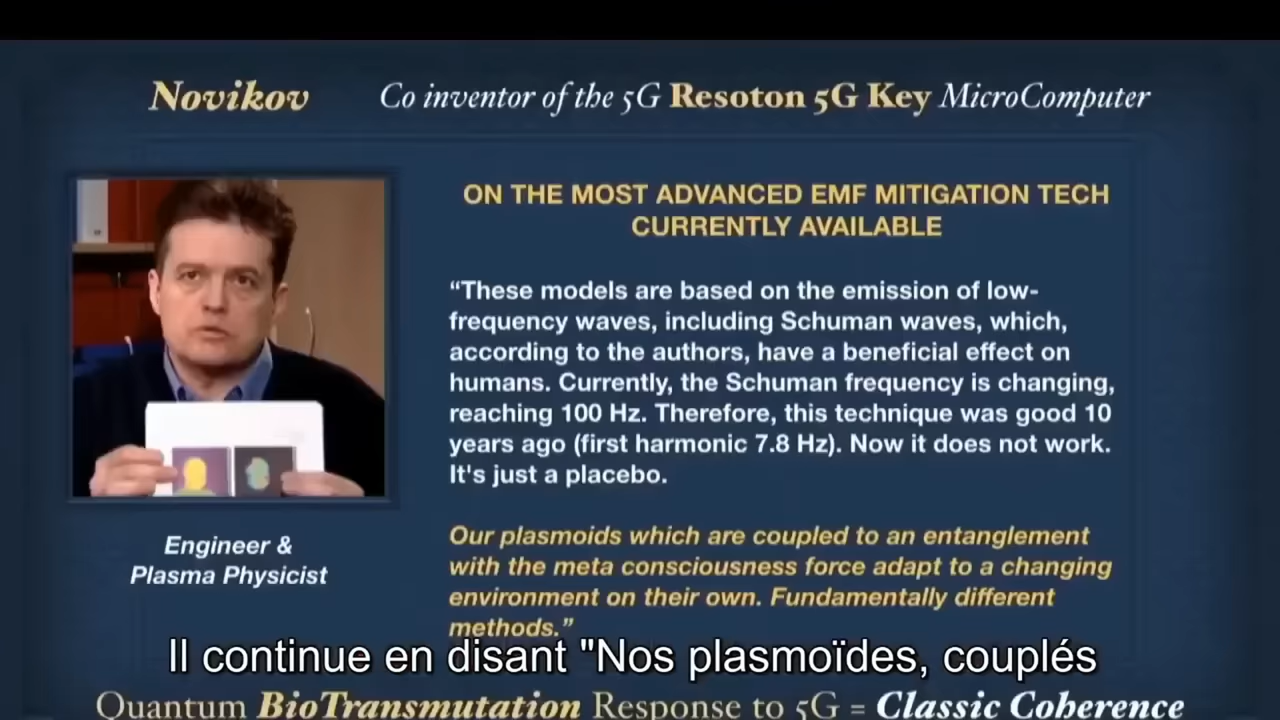 Novikov Co inventor of the 5G Resoton 5G Key MicroComputer
ON THE MOST ADVANCED EMF MITIGATION TECH
CURRENTLY AVAILABLE
“These models are based on the emission of low-
frequency waves, including Schuman waves, which,
according to the authors, have a beneficial effect on
humans. Currently, the Schuman frequency is changing,
reaching 100 Hz. Therefore, this technique was good 10
years ago (first harmonic 7.8 Hz). Now it does not work.
It's just a placebo.
Engineer &
Plasma Physicist
Our plasmoids which are coupled to an entanglement
with the meta consciousness force adapt to a changing
environment on their own. Fundamentally different
methods.”
Il continue en disant "Nos plasmoïdes, couplés
Quantum BioTransmutation Response to 5G = Classic Coherence